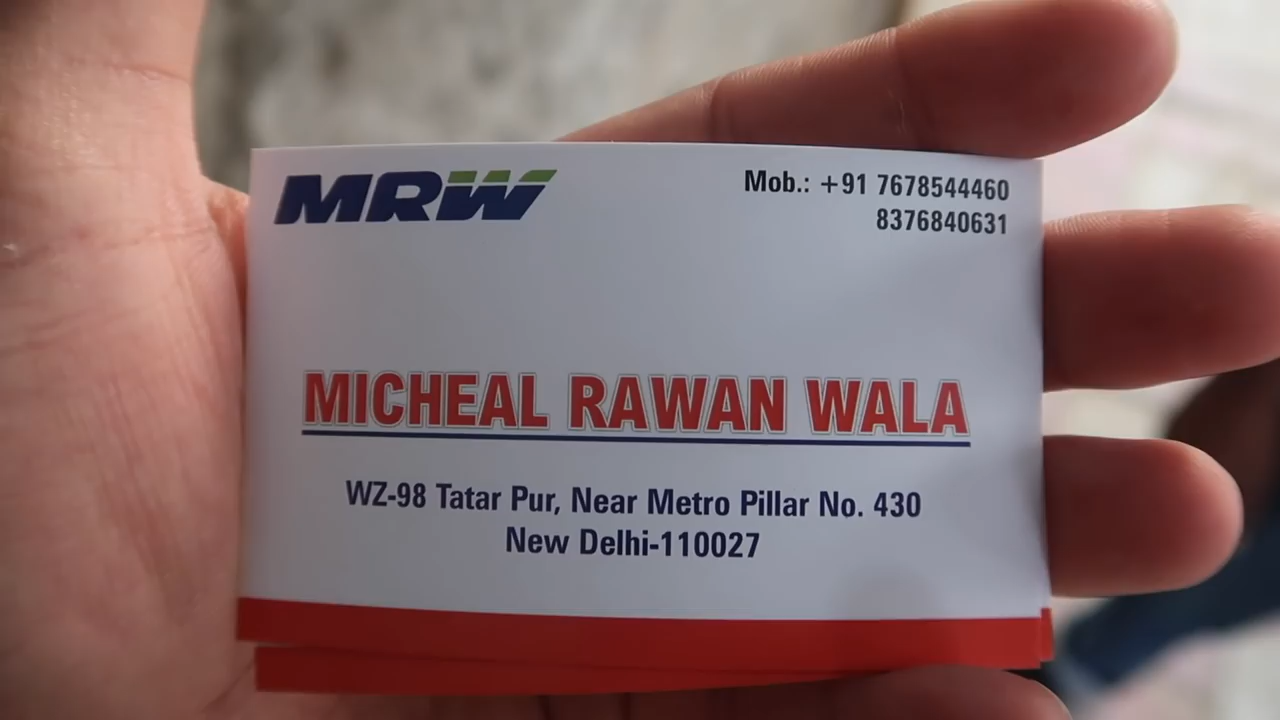 MRW
Mob.: +91 7678544460
8376840631
MICHEAL RAWAN WALA
WZ-98 Tatar Pur, Near Metro Pillar No. 430
New Delhi-110027